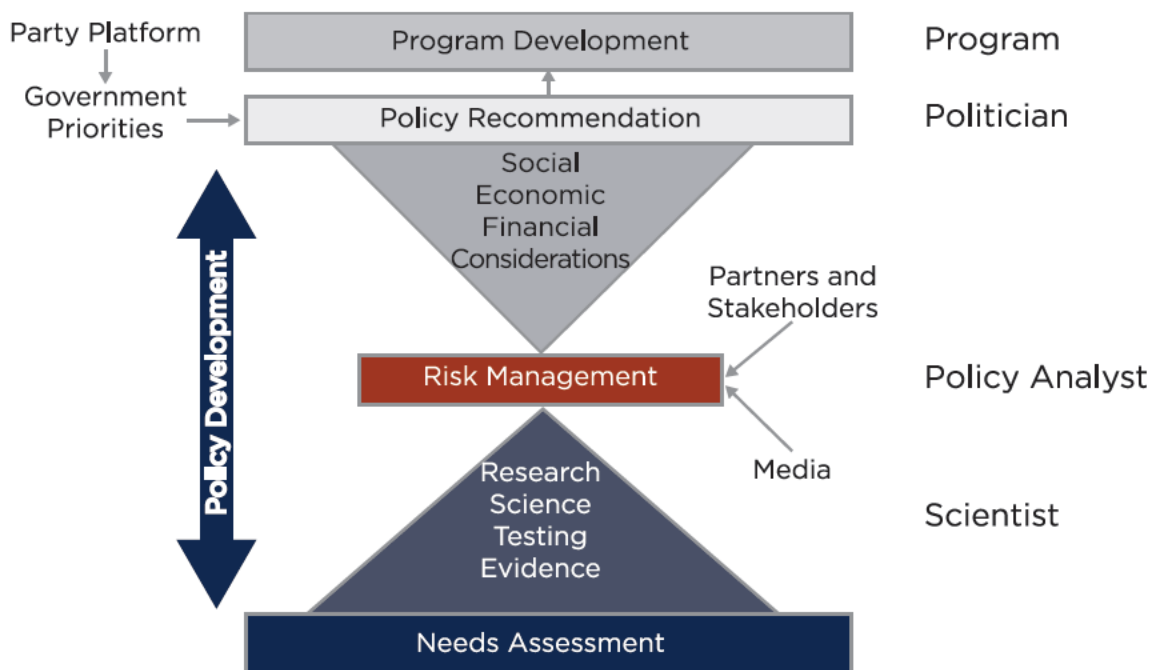 Party Platform
Program Development
Program
Government
Priorities
Policy Recommendation
Politician
Social
Economic
Financial
Considerations
Policy Development
Partners and
Stakeholders
Risk Management
Policy Analyst
Media
Research
Science
Testing
Evidence
Scientist
Needs Assessment